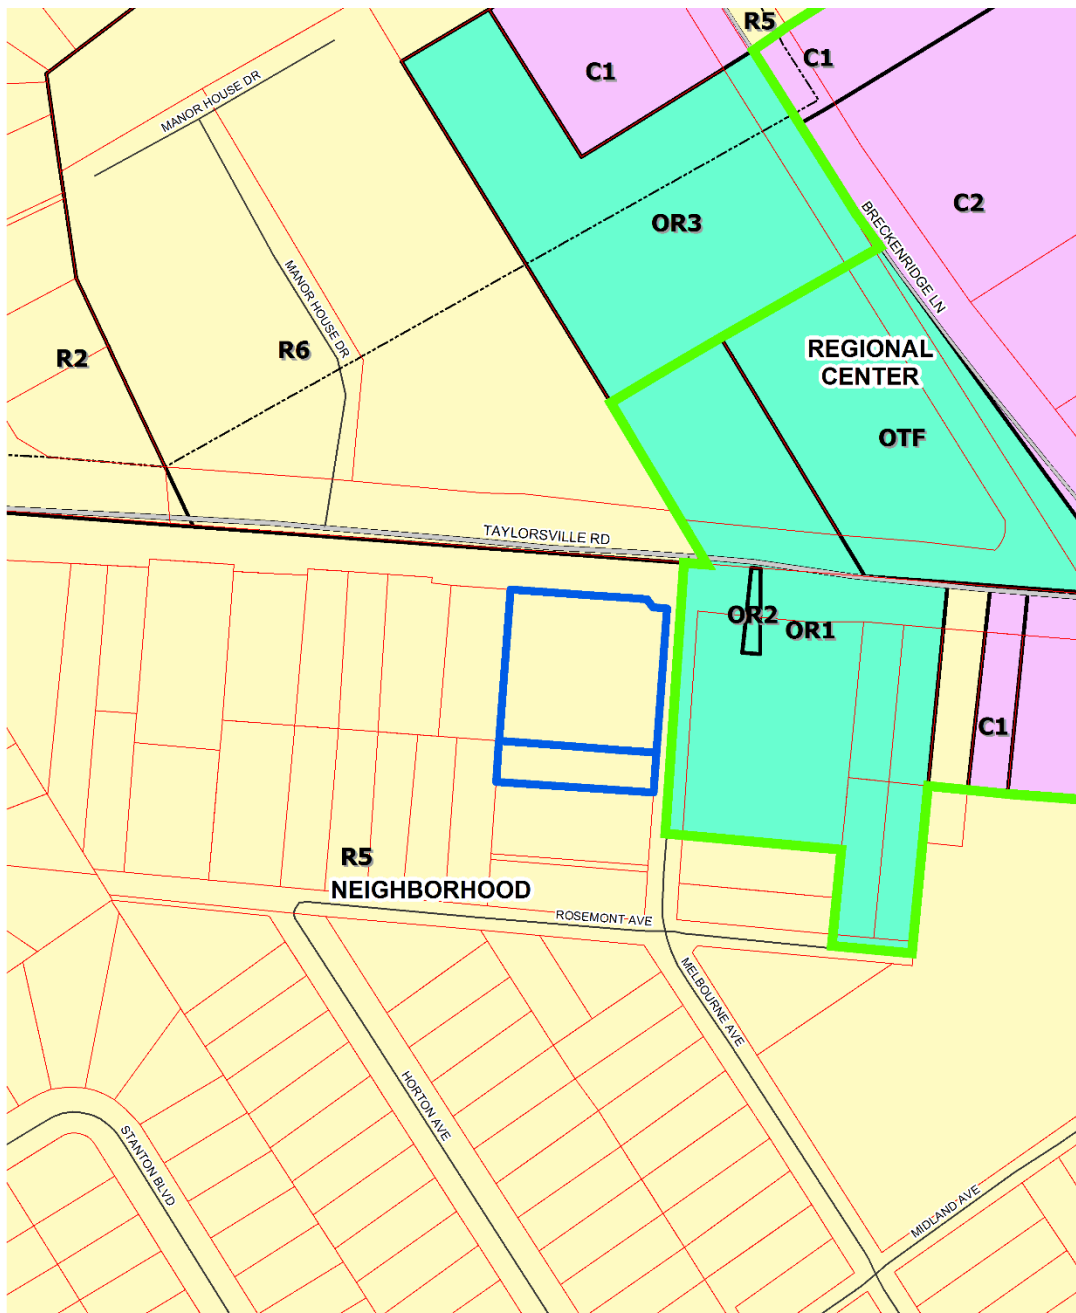 R5
C1
C1
MANOR HOUSE DR
C2
OR3
BRECKENRIDGE LN
MANOR HOUSE DR
R6
R2
REGIONAL
CENTER
OTF
TAYLORSVILLE RD
OR2
OR1
C1
R5
NEIGHBORHOOD
ROSEMONT AVE
MELBOURNE AVE
HORTON AVE
STANTON BLVD
MIDLAND AVE